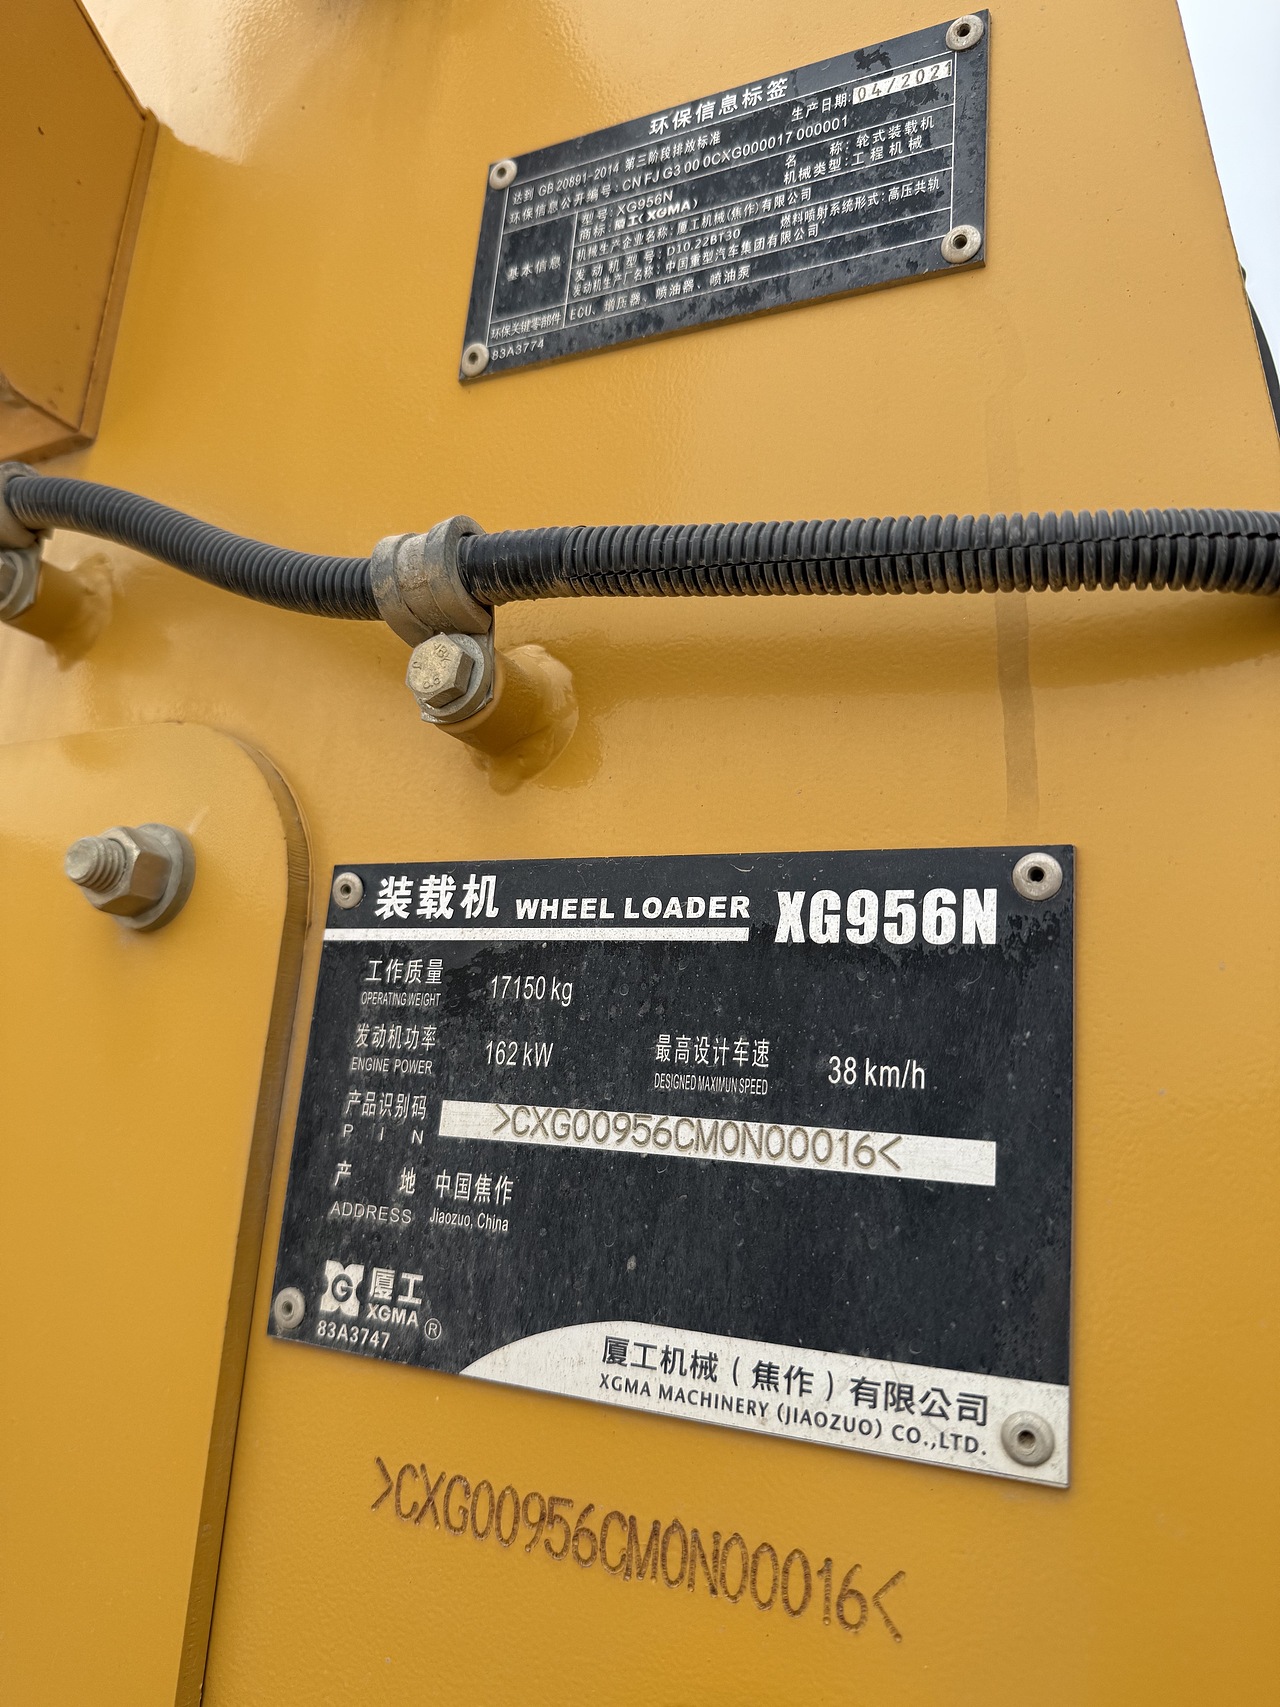 环保信息标签
达到 GB 20891-2014 第三阶段排放标准 生产日期: 04/2021
环保信息公开编号: CN FJ G3 00 0CXG000017 000001
基本信息
型号: XG956N 名 称: 轮式装载机
商标: 厦工(XGMA) 机械类型: 工程机械
机械生产企业名称: 厦工机械(焦作)有限公司
发动机型号: D10.22BT30 燃料喷射系统形式: 高压共轨
发动机生产厂名称: 中国重型汽车集团有限公司
环保关键零部件 ECU、增压器、喷油器、喷油泵
83A3774
装载机 WHEEL LOADER XG956N
工作质量 17150 kg
OPERATING WEIGHT
发动机功率 162 kW 最高设计车速 38 km/h
ENGINE POWER DESIGNED MAXIMUN SPEED
产品识别码 >CXG00956CM0N00016<
P I N
产 地 中国焦作
ADDRESS Jiaozuo, China
G 厦工
XGMA ®
83A3747
厦工机械(焦作)有限公司
XGMA MACHINERY (JIAOZUO) CO.,LTD.
>CXG00956CM0N00016<